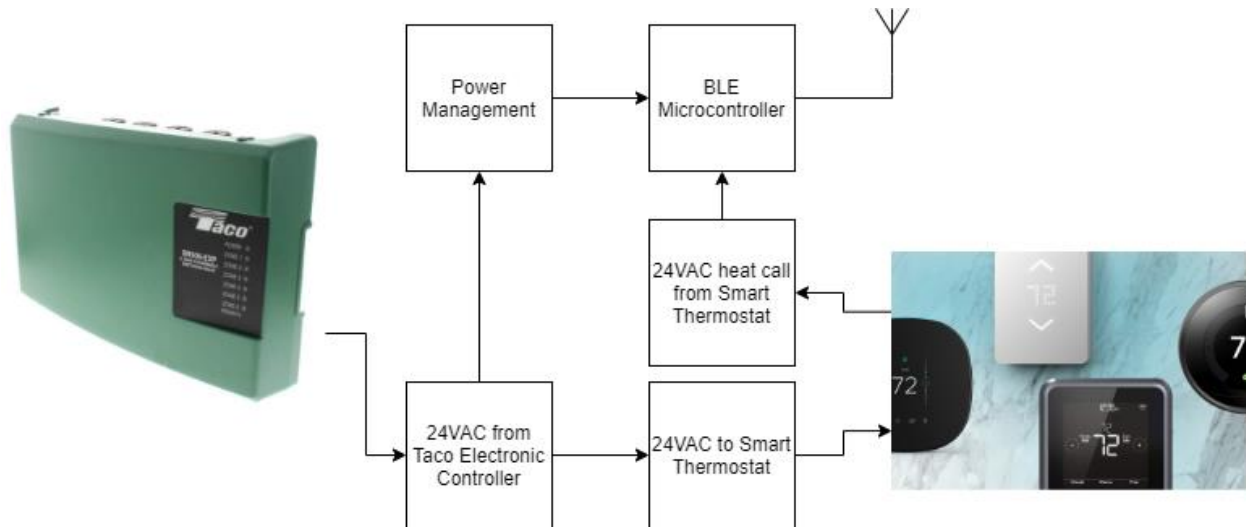 Power
Management
BLE
Microcontroller
Taco
24VAC heat call
from Smart
Thermostat
72
72
72
24VAC from
Taco Electronic
Controller
24VAC to Smart
Thermostat